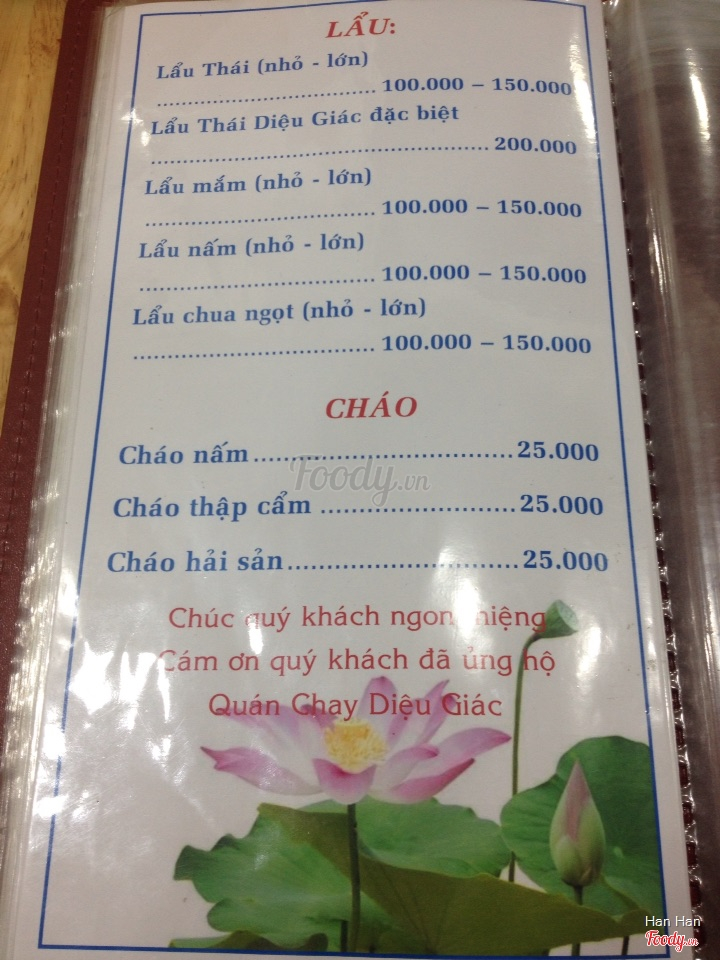 LẨU:
Lẩu Thái (nhỏ - lớn)
.................................. 100.000 – 150.000
Lẩu Thái Diệu Giác đặc biệt
.................................................... 200.000
Lẩu mắm (nhỏ - lớn)
................................... 100.000 – 150.000
Lẩu nấm (nhỏ - lớn)
.................................... 100.000 – 150.000
Lẩu chua ngọt (nhỏ - lớn)
..................................... 100.000 – 150.000
CHÁO
Cháo nấm ..................................... 25.000
Foody.vn
Cháo thập cẩm ........................... 25.000
Cháo hải sản.............................. 25.000
Chúc quý khách ngon miệng
Cám ơn quý khách đã ủng hộ
Quán Chay Diệu Giác
Han Han
Foody.vn